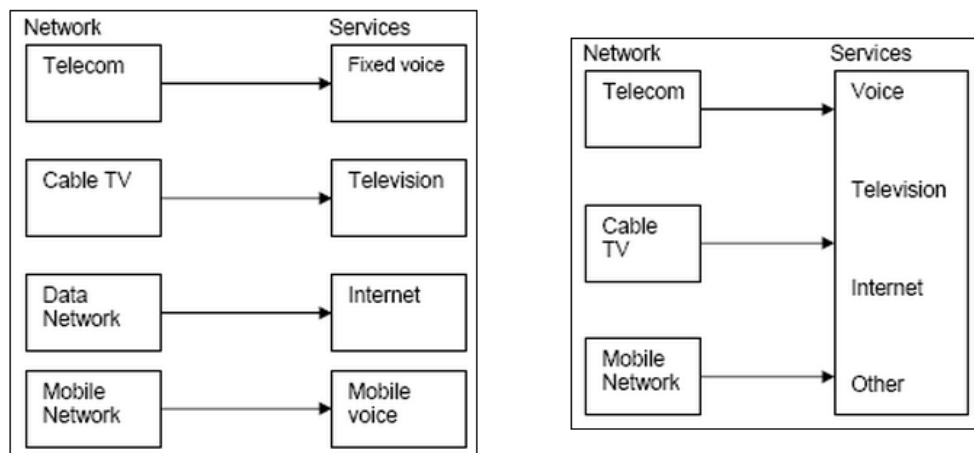 Network Services
Telecom Fixed voice
Cable TV Television
Data Internet
Network
Mobile Mobile
Network voice
Network Services
Telecom Voice
Television
Cable
TV
Internet
Mobile
Network Other